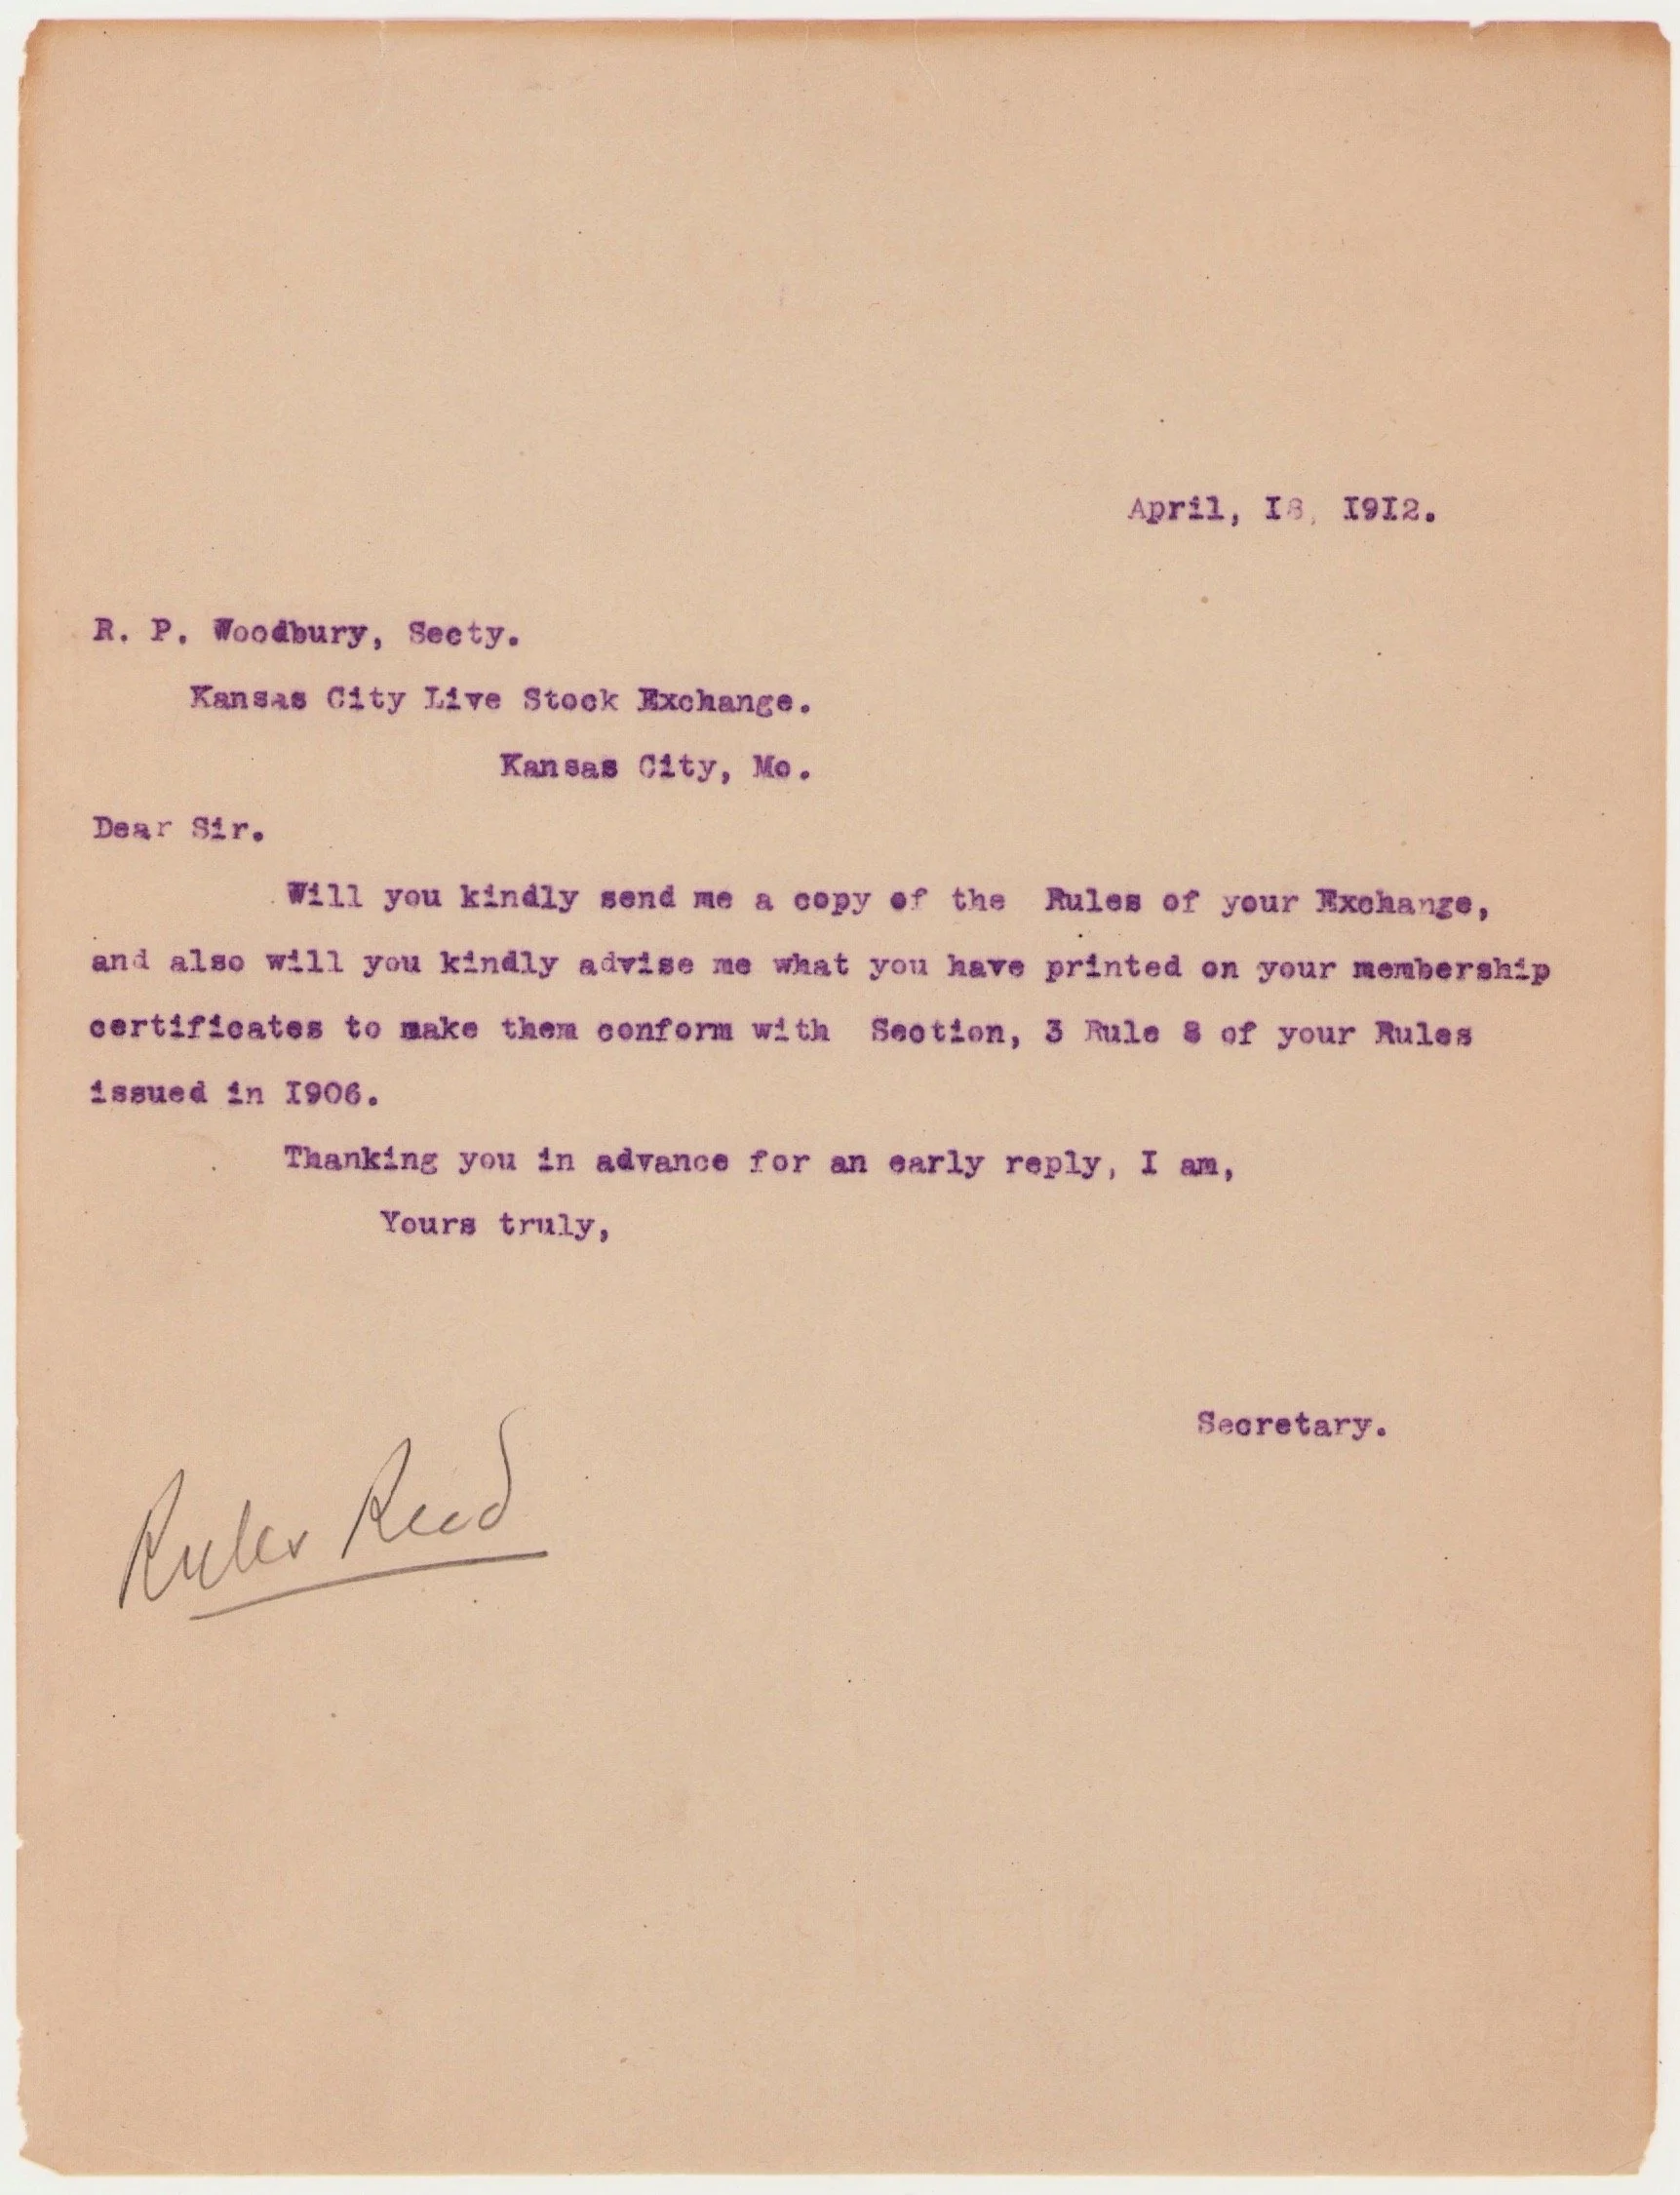 April, I8, I9I2.
R. P. Woodbury, Secty.
Kansas City Live Stock Exchange.
Kansas City, Mo.
Dear Sir.
Will you kindly send me a copy of the Rules of your Exchange,
and also will you kindly advise me what you have printed on your membership
certificates to make them conform with Section, 3 Rule 8 of your Rules
issued in I906.
Thanking you in advance for an early reply, I am,
Yours truly,
Secretary.
Rules Recd